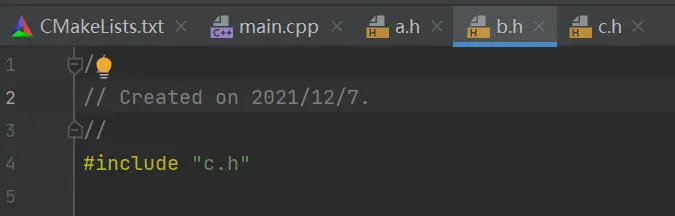 CMakeLists.txt main.cpp a.h b.h c.h
1 /
2 // Created on 2021/12/7.
3 //
4 #include "c.h"
5